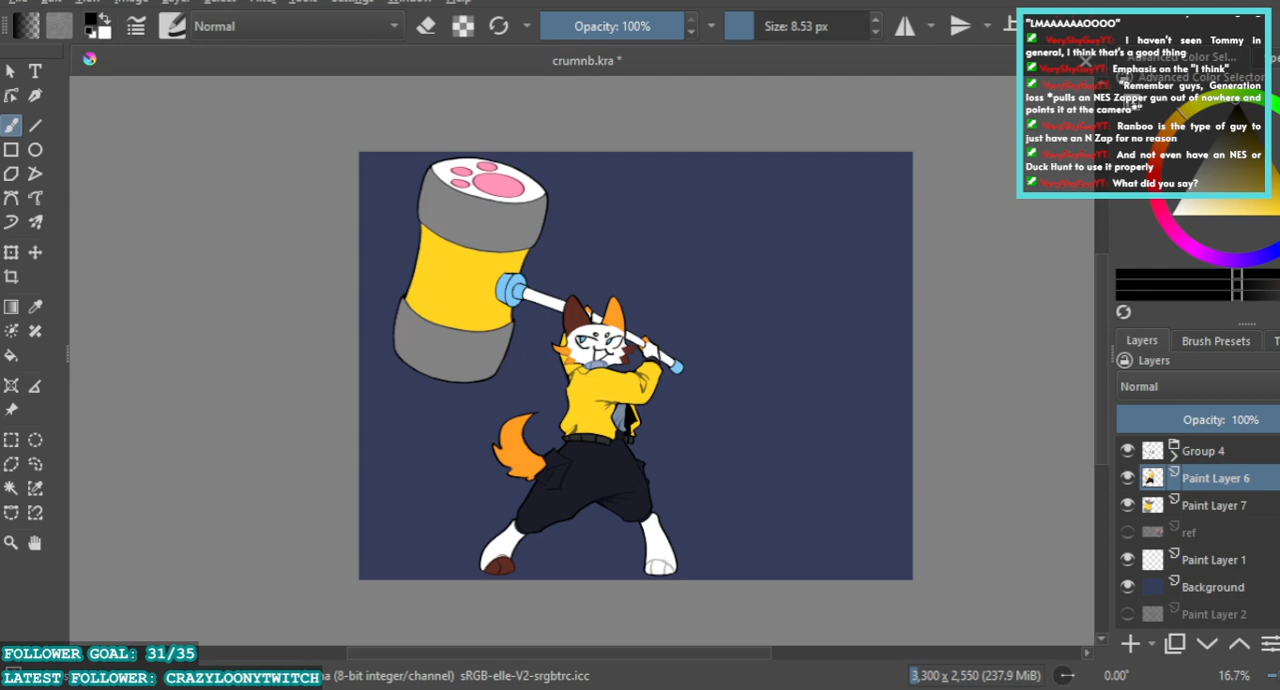 "LMAAAAAAOOOO"
VeryShyGuyYT: I haven't seen Tommy in
general, I think that's a good thing
VeryShyGuyYT: Emphasis on the "I think"
VeryShyGuyYT: "Remember guys, Generation
loss *pulls an NES Zapper gun out of nowhere and
points it at the camera*"
VeryShyGuyYT: Ranboo is the type of guy to
just have an N Zap for no reason
VeryShyGuyYT: And not even have an NES or
Duck Hunt to use it properly
VeryShyGuyYT: What did you say?
Normal
Opacity: 100%
Size: 8.53 px
crumnb.kra *
Advanced Color Sel...
Advanced Color Selector
Layers
Brush Presets
Layers
Normal
Opacity: 100%
Group 4
Paint Layer 6
Paint Layer 7
ref
Paint Layer 1
Background
Paint Layer 2
FOLLOWER GOAL: 31/35
LATEST FOLLOWER: CRAZYLOONYTWITCH
(8-bit integer/channel) sRGB-elle-V2-srgbtrc.icc
3,300 x 2,550 (237.9 MiB)
0.00°
16.7%